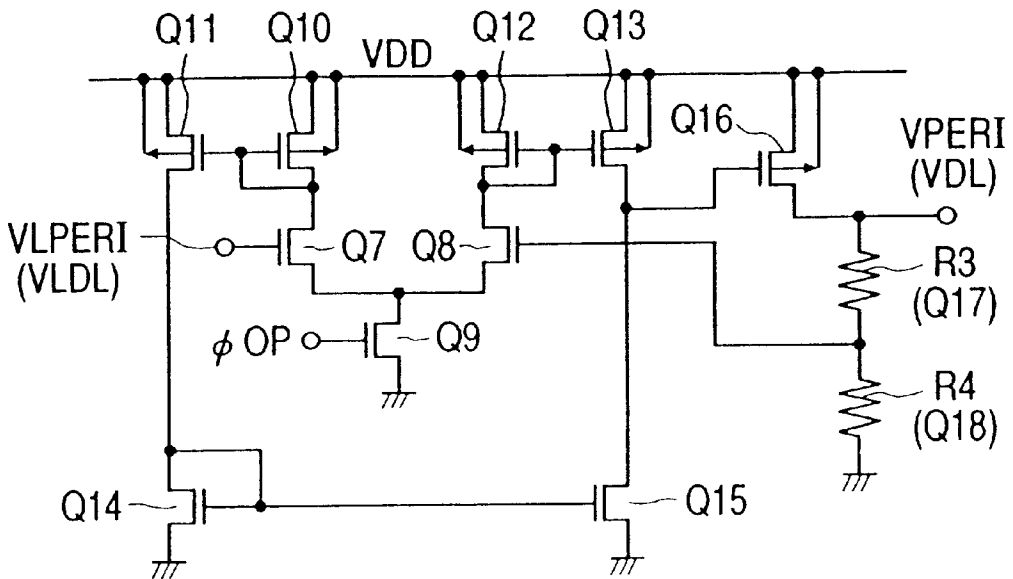 Q11
Q10
Q12
Q13
VDD
Q16
VPERI
(VDL)
VLPERI
(VLDL)
Q7
Q8
R3
(Q17)
φ OP
Q9
R4
(Q18)
Q14
Q15